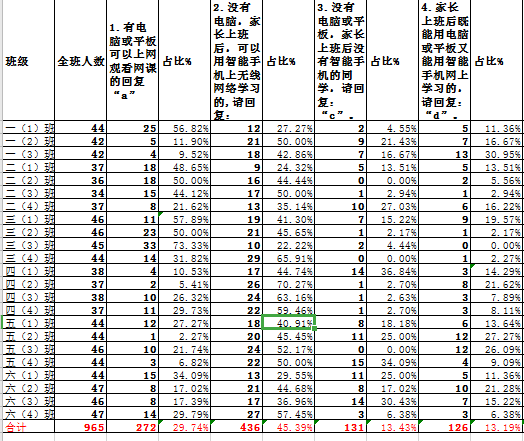 班级 全班人数 1.有电脑或平板可以上网观看网课的回复“a” 占比% 2.没有电脑，家长上班后，可以用智能手机上无线网络学习的,请回复： 占比% 3.没有电脑或平板，家长上班后没有智能手机的同学，请回复：“c”。 占比% 4.家长上班后既能用电脑或平板又能用智能手机网上学习的，请回复：“d”。 占比%
一（1）班 44 25 56.82% 12 27.27% 2 4.55% 5 11.36%
一（2）班 42 5 11.90% 21 50.00% 9 21.43% 7 16.67%
一（3）班 42 4 9.52% 18 42.86% 7 16.67% 13 30.95%
二（1）班 37 18 48.65% 9 24.32% 5 13.51% 5 13.51%
二（2）班 36 18 50.00% 16 44.44% 0 0.00% 2 5.56%
二（3）班 34 15 44.12% 17 50.00% 1 2.94% 1 2.94%
二（4）班 37 8 21.62% 13 35.14% 10 27.03% 6 16.22%
三（1）班 46 11 57.89% 19 41.30% 7 15.22% 9 19.57%
三（2）班 46 23 50.00% 21 45.65% 1 2.17% 1 2.17%
三（3）班 45 33 73.33% 10 22.22% 2 4.44% 0 0.00%
三（4）班 44 14 31.82% 29 65.91% 0 0.00% 1 2.27%
四（1）班 38 4 10.53% 17 44.74% 14 36.84% 3 14.29%
四（2）班 37 2 5.41% 26 70.27% 1 2.70% 8 21.62%
四（3）班 38 10 26.32% 24 63.16% 1 2.63% 3 7.89%
四（4）班 37 11 29.73% 22 59.46% 1 2.70% 3 8.11%
五（1）班 44 12 27.27% 18 40.91% 8 18.18% 6 13.64%
五（2）班 44 1 2.27% 20 45.45% 11 25.00% 12 27.27%
五（3）班 46 10 21.74% 24 52.17% 0 0.00% 12 26.09%
五（4）班 44 3 6.82% 22 50.00% 15 34.09% 4 9.09%
六（1）班 44 15 34.09% 13 29.55% 11 25.00% 5 11.36%
六（2）班 47 8 17.02% 21 44.68% 8 17.02% 10 21.28%
六（3）班 46 8 17.39% 17 36.96% 14 30.43% 7 15.22%
六（4）班 47 14 29.79% 27 57.45% 3 6.38% 3 6.38%
合计 965 272 29.74% 436 45.39% 131 13.43% 126 13.19%